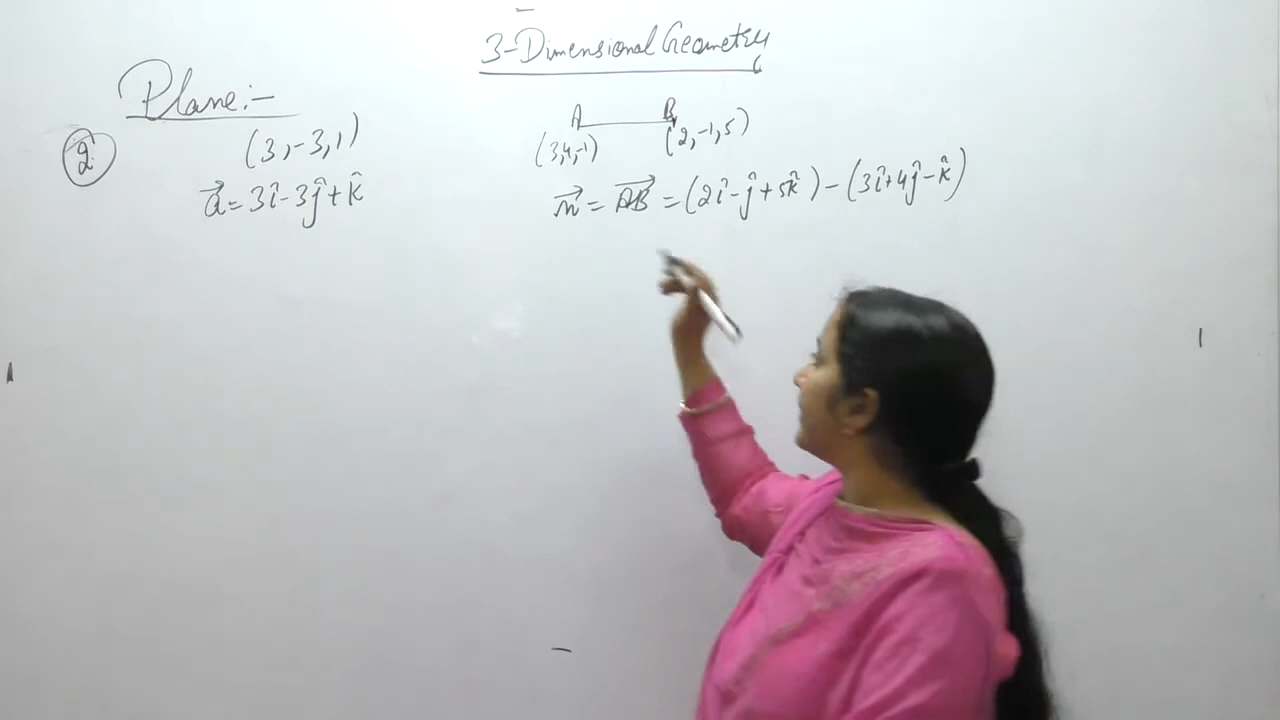 3-Dimensional Geometry
Plane:-
(2)
(3,-3,1)
a⃗ = 3î-3ĵ+k̂
A B
(3,4,-1) (2,-1,5)
n⃗ = AB⃗ = (2î-ĵ+5k̂) - (3î+4ĵ-k̂)